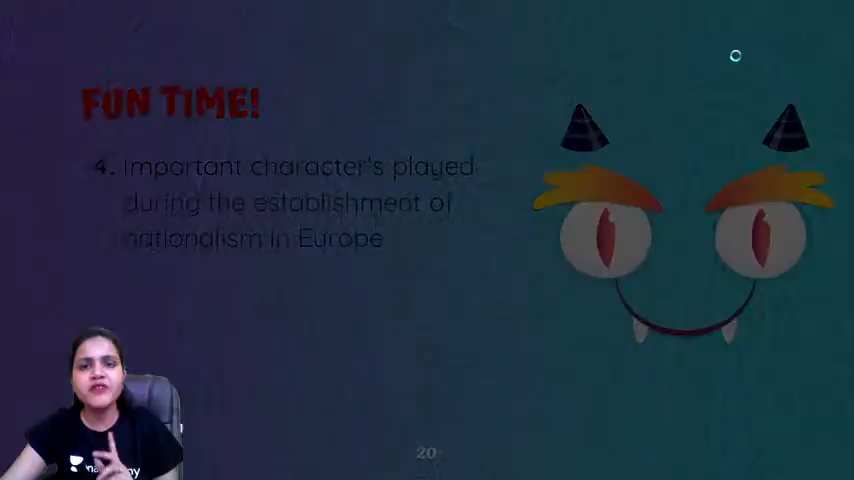 FUN TIME!
4. Important character's played
during the establishment of
nationalism in Europe
20